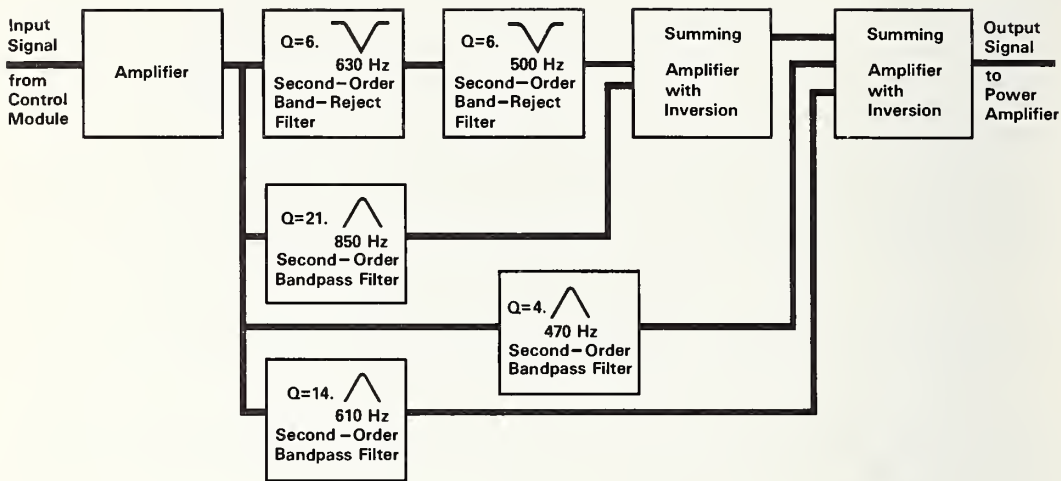 Input
Signal
from
Control
Module
Amplifier
Q=6.
630 Hz
Second-Order
Band-Reject
Filter
Q=6.
500 Hz
Second-Order
Band-Reject
Filter
Summing
Amplifier
with
Inversion
Summing
Amplifier
with
Inversion
Output
Signal
to
Power
Amplifier
Q=21.
850 Hz
Second-Order
Bandpass Filter
Q=4.
470 Hz
Second-Order
Bandpass Filter
Q=14.
610 Hz
Second-Order
Bandpass Filter